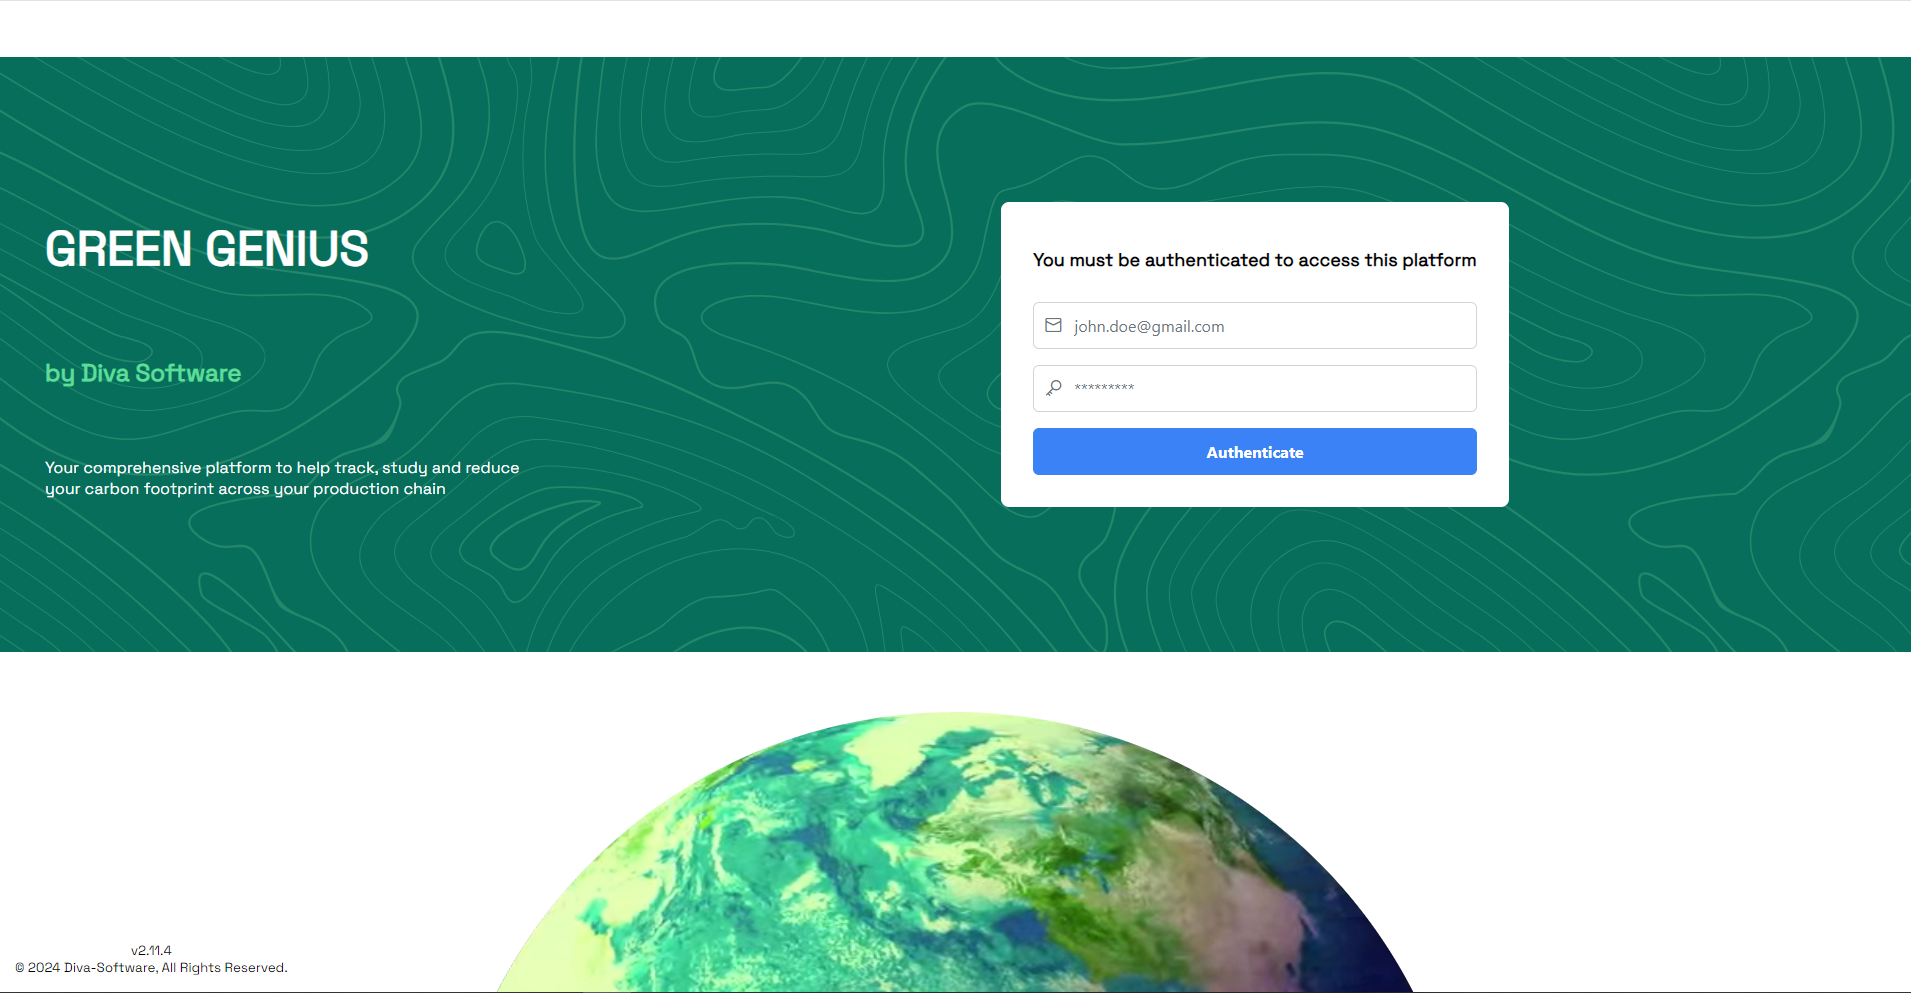 GREEN GENIUS
by Diva Software
Your comprehensive platform to help track, study and reduce
your carbon footprint across your production chain
You must be authenticated to access this platform
john.doe@gmail.com
*********
Authenticate
v2.11.4
© 2024 Diva-Software, All Rights Reserved.